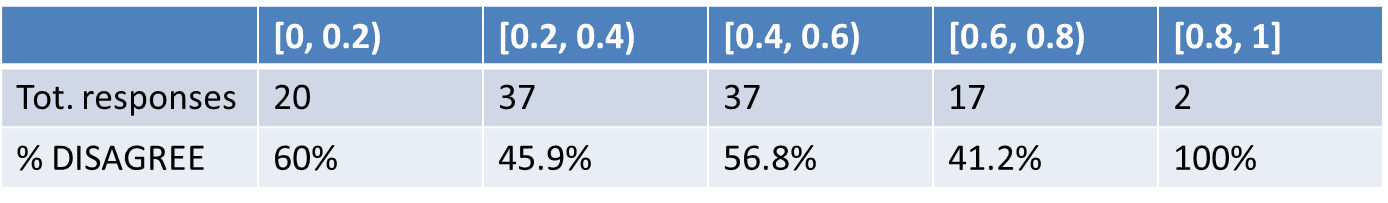 [0, 0.2) [0.2, 0.4) [0.4, 0.6) [0.6, 0.8) [0.8, 1]
Tot. responses 20 37 37 17 2
% DISAGREE 60% 45.9% 56.8% 41.2% 100%